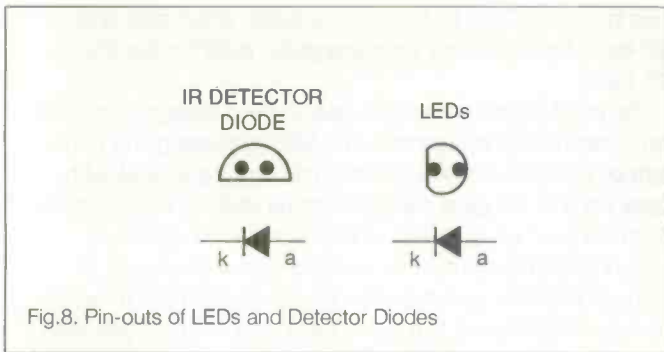 IR DETECTOR
DIODE
LEDs
k a
k a
Fig.8. Pin-outs of LEDs and Detector Diodes